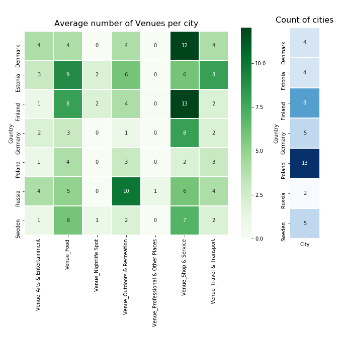 Average number of Venues per city
Count of cities
Country
Denmark 4 4 0 4 0 12 4
Estonia 3 9 2 6 0 6 8
Finland 1 8 2 4 0 13 2
Germany 2 3 0 1 0 8 2
Poland 1 4 0 3 0 2 3
Russia 4 5 0 10 1 6 4
Sweden 1 6 1 2 0 7 2
Venue_Arts & Entertainment
Venue_Food
Venue_Nightlife Spot
Venue_Outdoors & Recreation
Venue_Professional & Other Places
Venue_Shop & Service
Venue_Travel & Transport
10.0
7.5
5.0
2.5
0.0
Country
Denmark 4
Estonia 4
Finland 8
Germany 5
Poland 13
Russia 2
Sweden 5
City